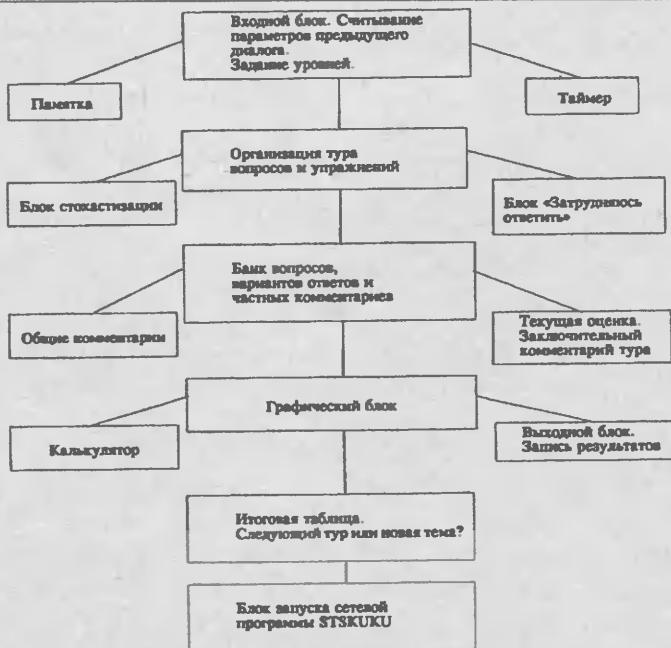 Входной блок. Считывание
параметров предыдущего
диалога.
Задание уровней.
Памятка
Таймер
Организация тура
вопросов и упражнений
Блок стохастизации
Блок «Затрудняюсь
ответить»
Банк вопросов,
вариантов ответов и
частных комментариев
Общие комментарии
Текущая оценка.
Заключительный
комментарий тура
Графический блок
Калькулятор
Выходной блок.
Запись результатов
Итоговая таблица.
Следующий тур или новая тема?
Блок запуска сетевой
программы STSKUKU